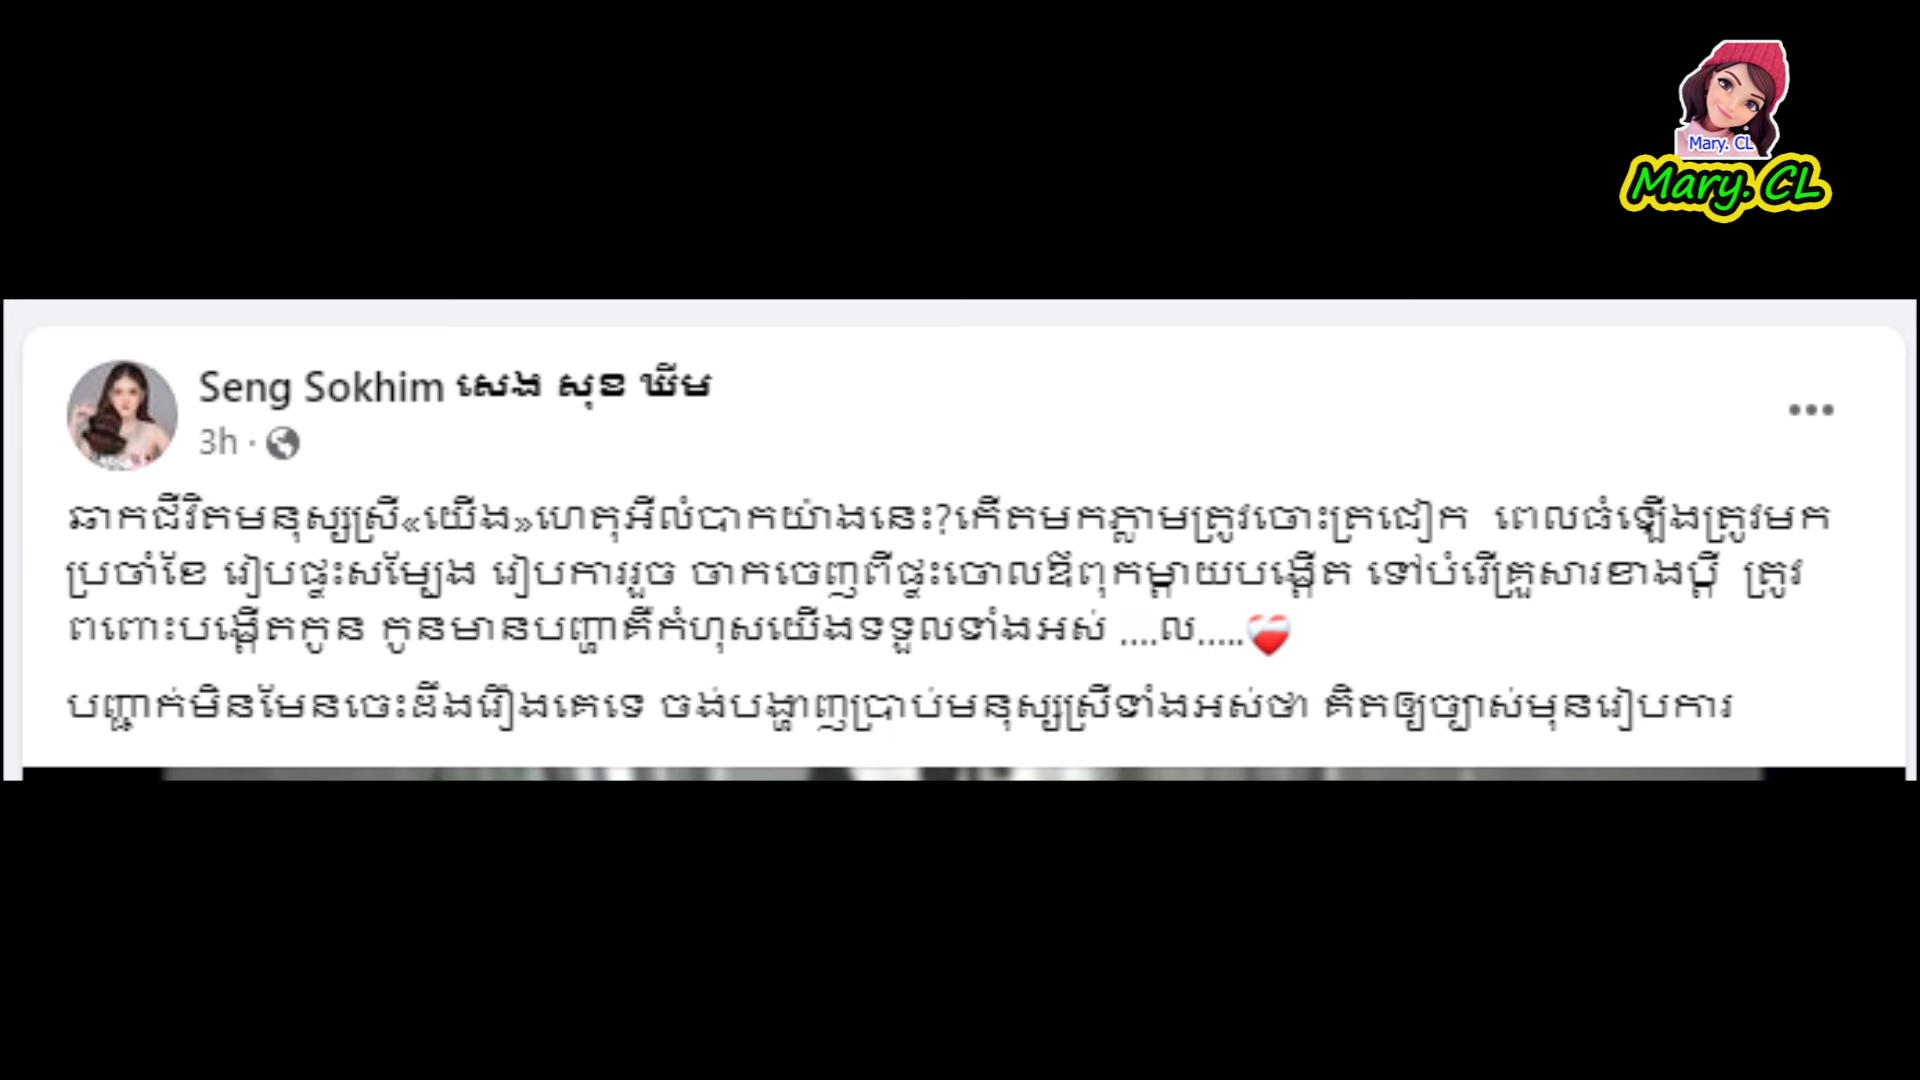 Mary. CL
Mary. CL
Seng Sokhim សេង សុខ ឃីម
3h ·
ឆាកជីវិតមនុស្សស្រី«យើង»ហេតុអីលំបាកយ៉ាងនេះ?កើតមកភ្លាមត្រូវចោះត្រជៀក ពេលធំឡើងត្រូវមក
ប្រចាំខែ រៀបផ្ទះសម្បែង រៀបការរួច ចាកចេញពីផ្ទះចោលឪពុកម្ដាយបង្កើត ទៅបំរើគ្រួសារខាងប្ដី ត្រូវ
ពពោះបង្កើតកូន កូនមានបញ្ហាគឺកំហុសយើងទទួលទាំងអស់ ....ល.....❤️‍🩹
បញ្ជាក់មិនមែនចេះដឹងរឿងគេទេ ចង់បង្ហាញប្រាប់មនុស្សស្រីទាំងអស់ថា គិតឲ្យច្បាស់មុនរៀបការ